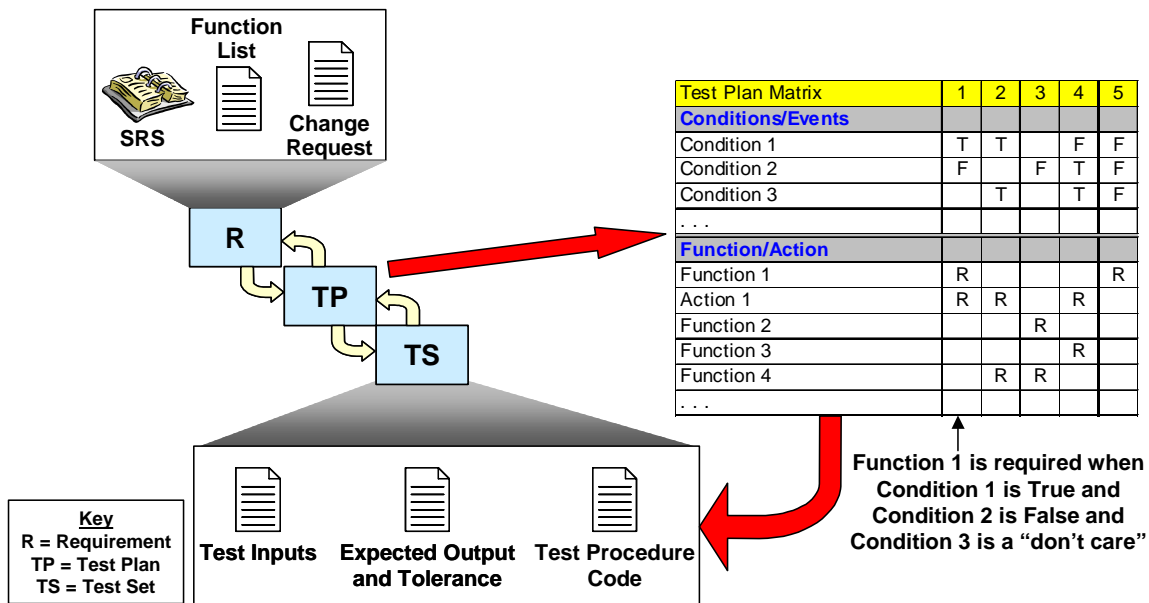 Function
List
SRS
Change
Request
R
TP
TS
Test Plan Matrix 1 2 3 4 5
Conditions/Events
Condition 1 T T F F
Condition 2 F F T F
Condition 3 T T F
. . .
Function/Action
Function 1 R R
Action 1 R R R
Function 2 R
Function 3 R
Function 4 R R
. . .
Function 1 is required when
Condition 1 is True and
Condition 2 is False and
Condition 3 is a “don’t care”
Test Inputs
Expected Output
and Tolerance
Test Procedure
Code
Key
R = Requirement
TP = Test Plan
TS = Test Set